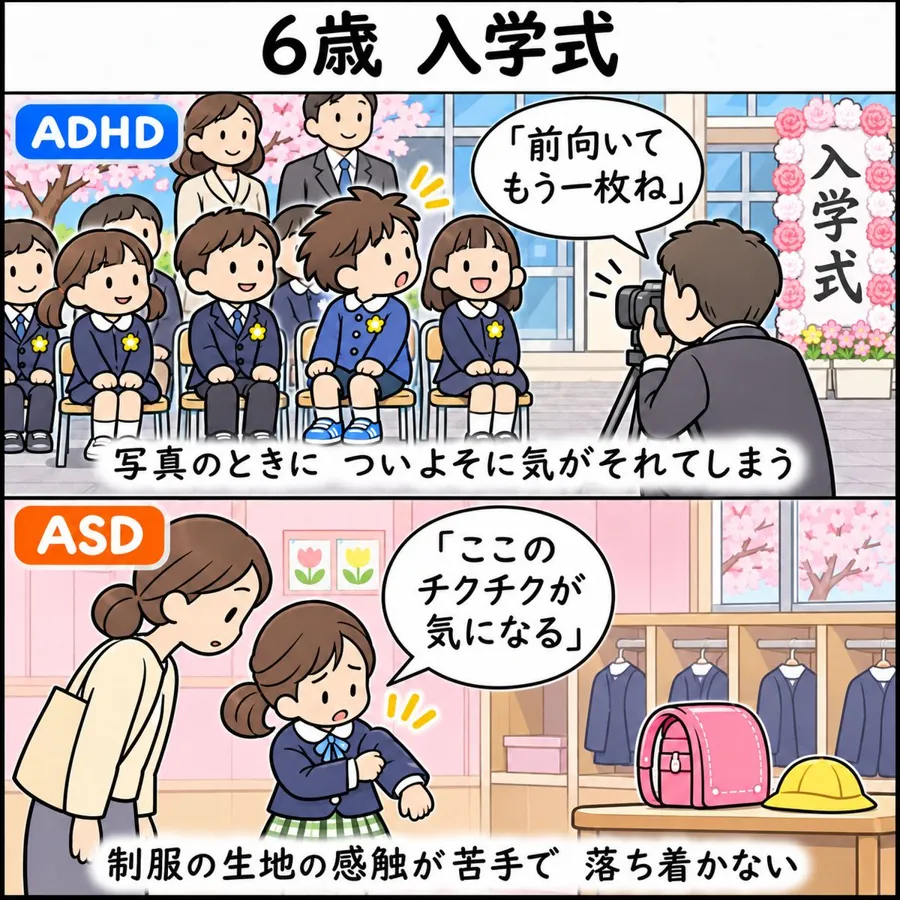 6歳 入学式
ADHD
「前向いて
もう一枚ね」
入学式
写真のときに ついよそに気がそれてしまう
ASD
「ここの
チクチクが
気になる」
制服の生地の感触が苦手で 落ち着かない